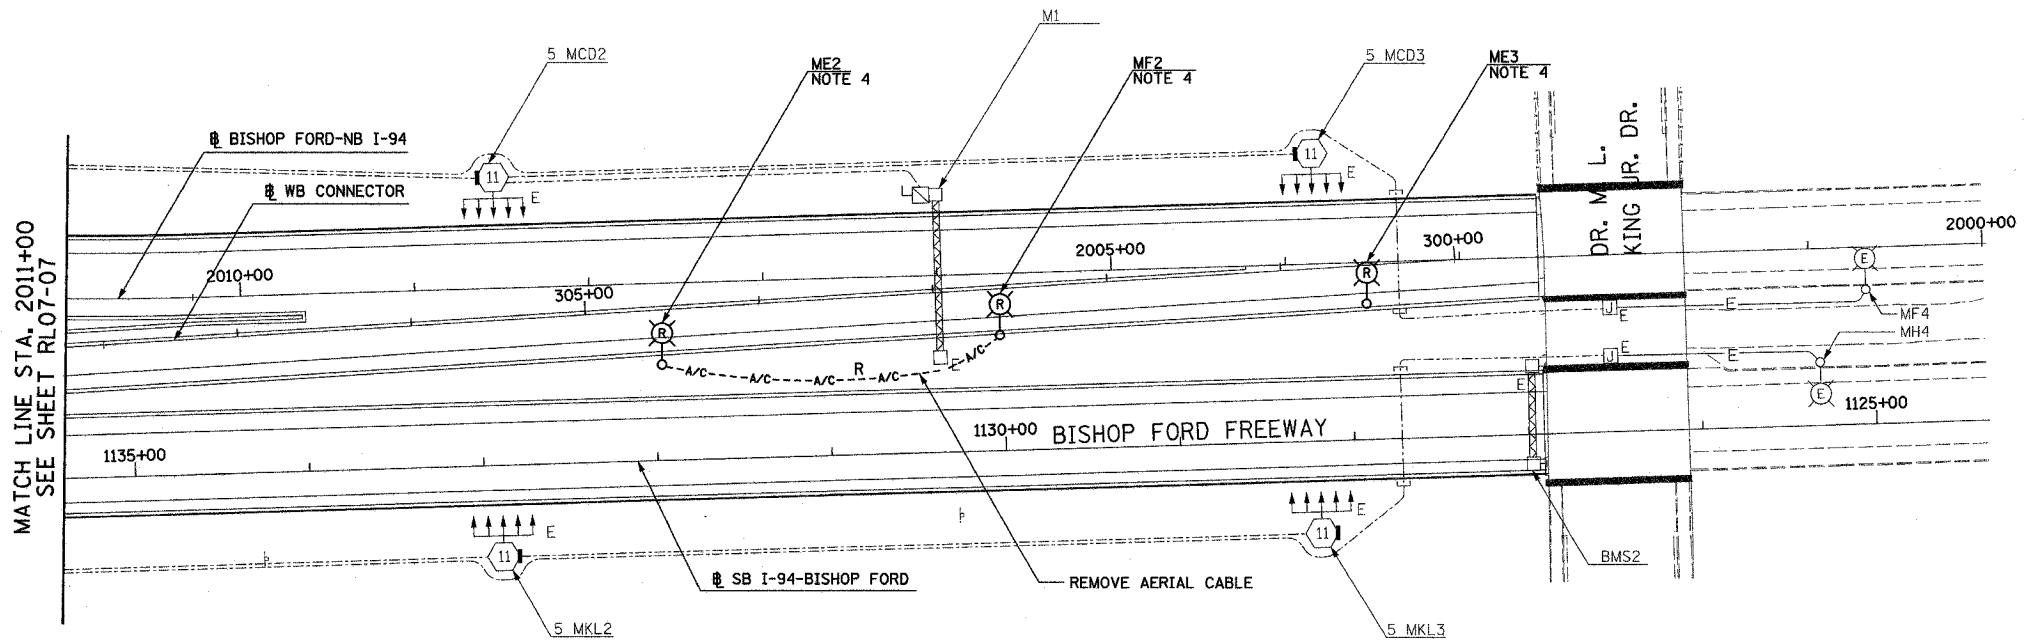 M1
5 MCD2
ME2
NOTE 4
MF2
NOTE 4
5 MCD3
ME3
NOTE 4
BISHOP FORD-NB I-94
WB CONNECTOR
11
E
11
E
DR. M L.
KING JR. DR.
MATCH LINE STA. 2011+00
SEE SHEET RL07-07
2010+00
305+00
2005+00
300+00
2000+00
R
R
R
E
E
J
E
MF4
MH4
E
J
E
E
A/C
A/C
A/C
R
A/C
A/C
E
E
1135+00
1130+00
BISHOP FORD FREEWAY
1125+00
11
E
11
E
SB I-94-BISHOP FORD
REMOVE AERIAL CABLE
BMS2
5 MKL2
5 MKL3